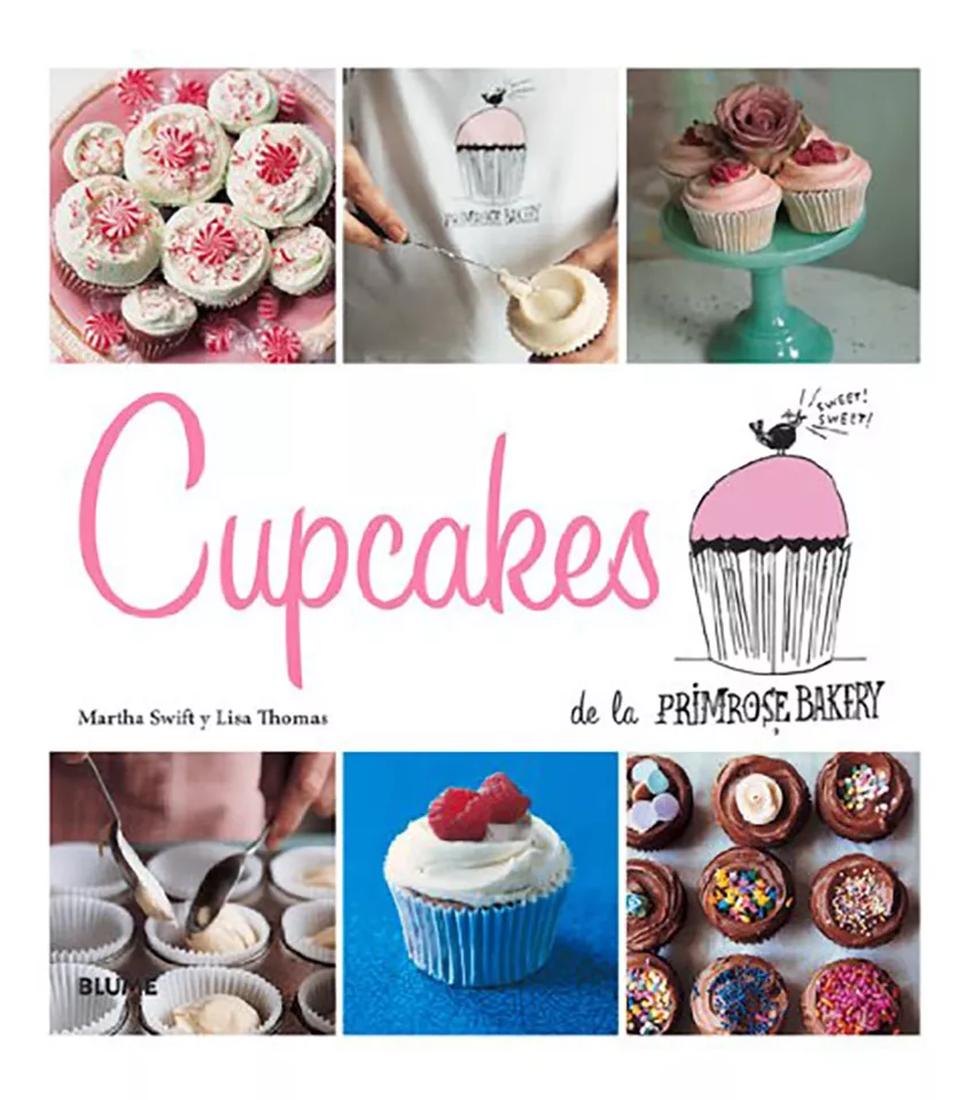 PRIMROSE BAKERY
Cupcakes
SWEET!
SWEET!
Martha Swift y Lisa Thomas
de la PRIMROSE BAKERY
BLUME